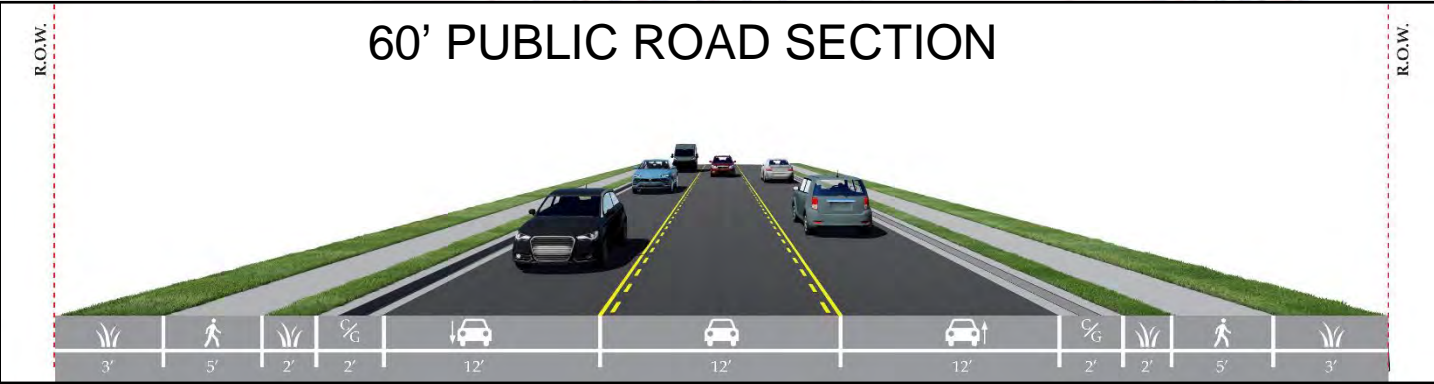 60' PUBLIC ROAD SECTION
R.O.W.
R.O.W.
C/G
C/G
3' 5' 2' 2' 12' 12' 12' 2' 2' 5' 3'